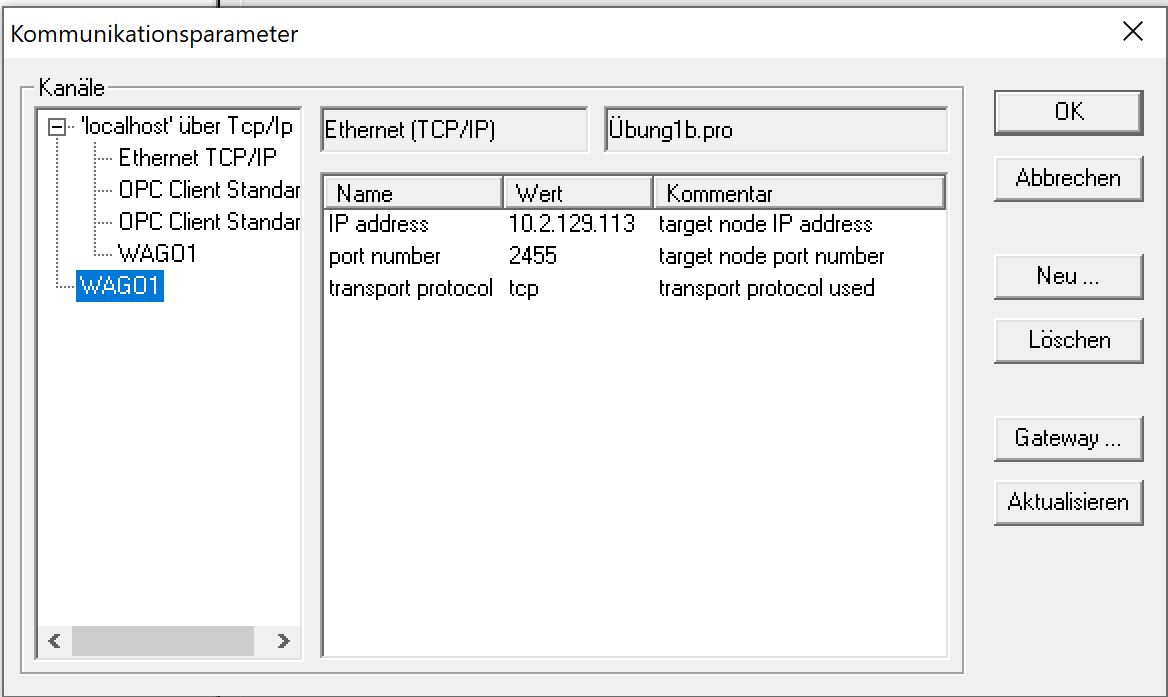 Kommunikationsparameter
Kanäle
'localhost' über Tcp/Ip
Ethernet TCP/IP
OPC Client Standar
OPC Client Standar
WAGO1
WAGO1
Ethernet (TCP/IP) Übung1b.pro
Name Wert Kommentar
IP address 10.2.129.113 target node IP address
port number 2455 target node port number
transport protocol tcp transport protocol used
OK
Abbrechen
Neu ...
Löschen
Gateway ...
Aktualisieren